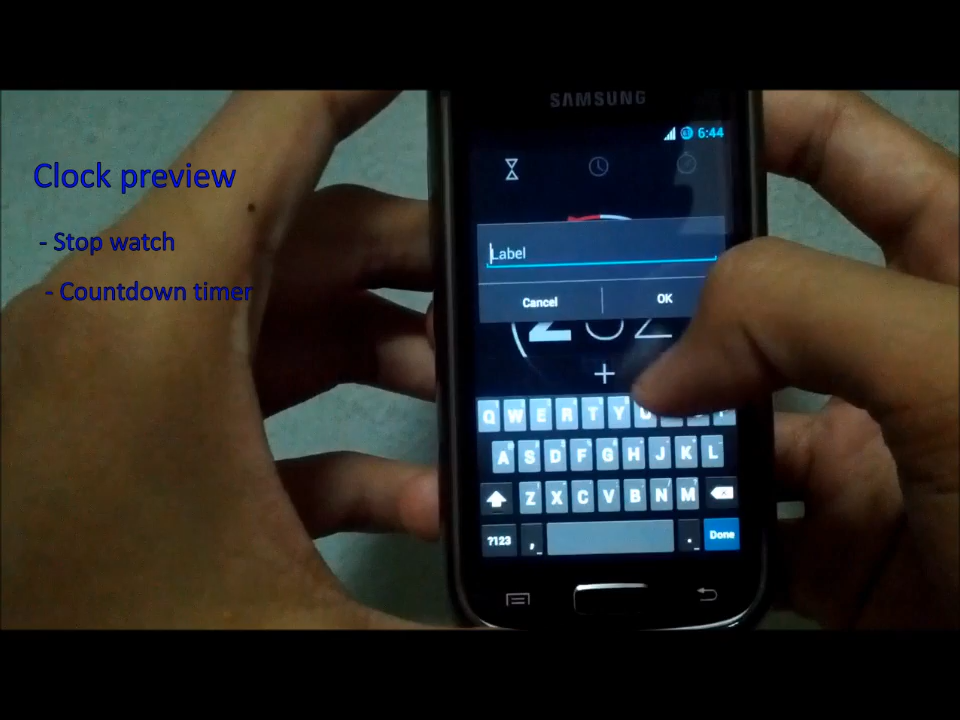 SAMSUNG
6:44
Clock preview
- Stop watch
- Countdown timer
Label
Cancel
OK
Q W E R T Y U
A S D F G H J K L
Z X C V B N M
?123
, .
Done